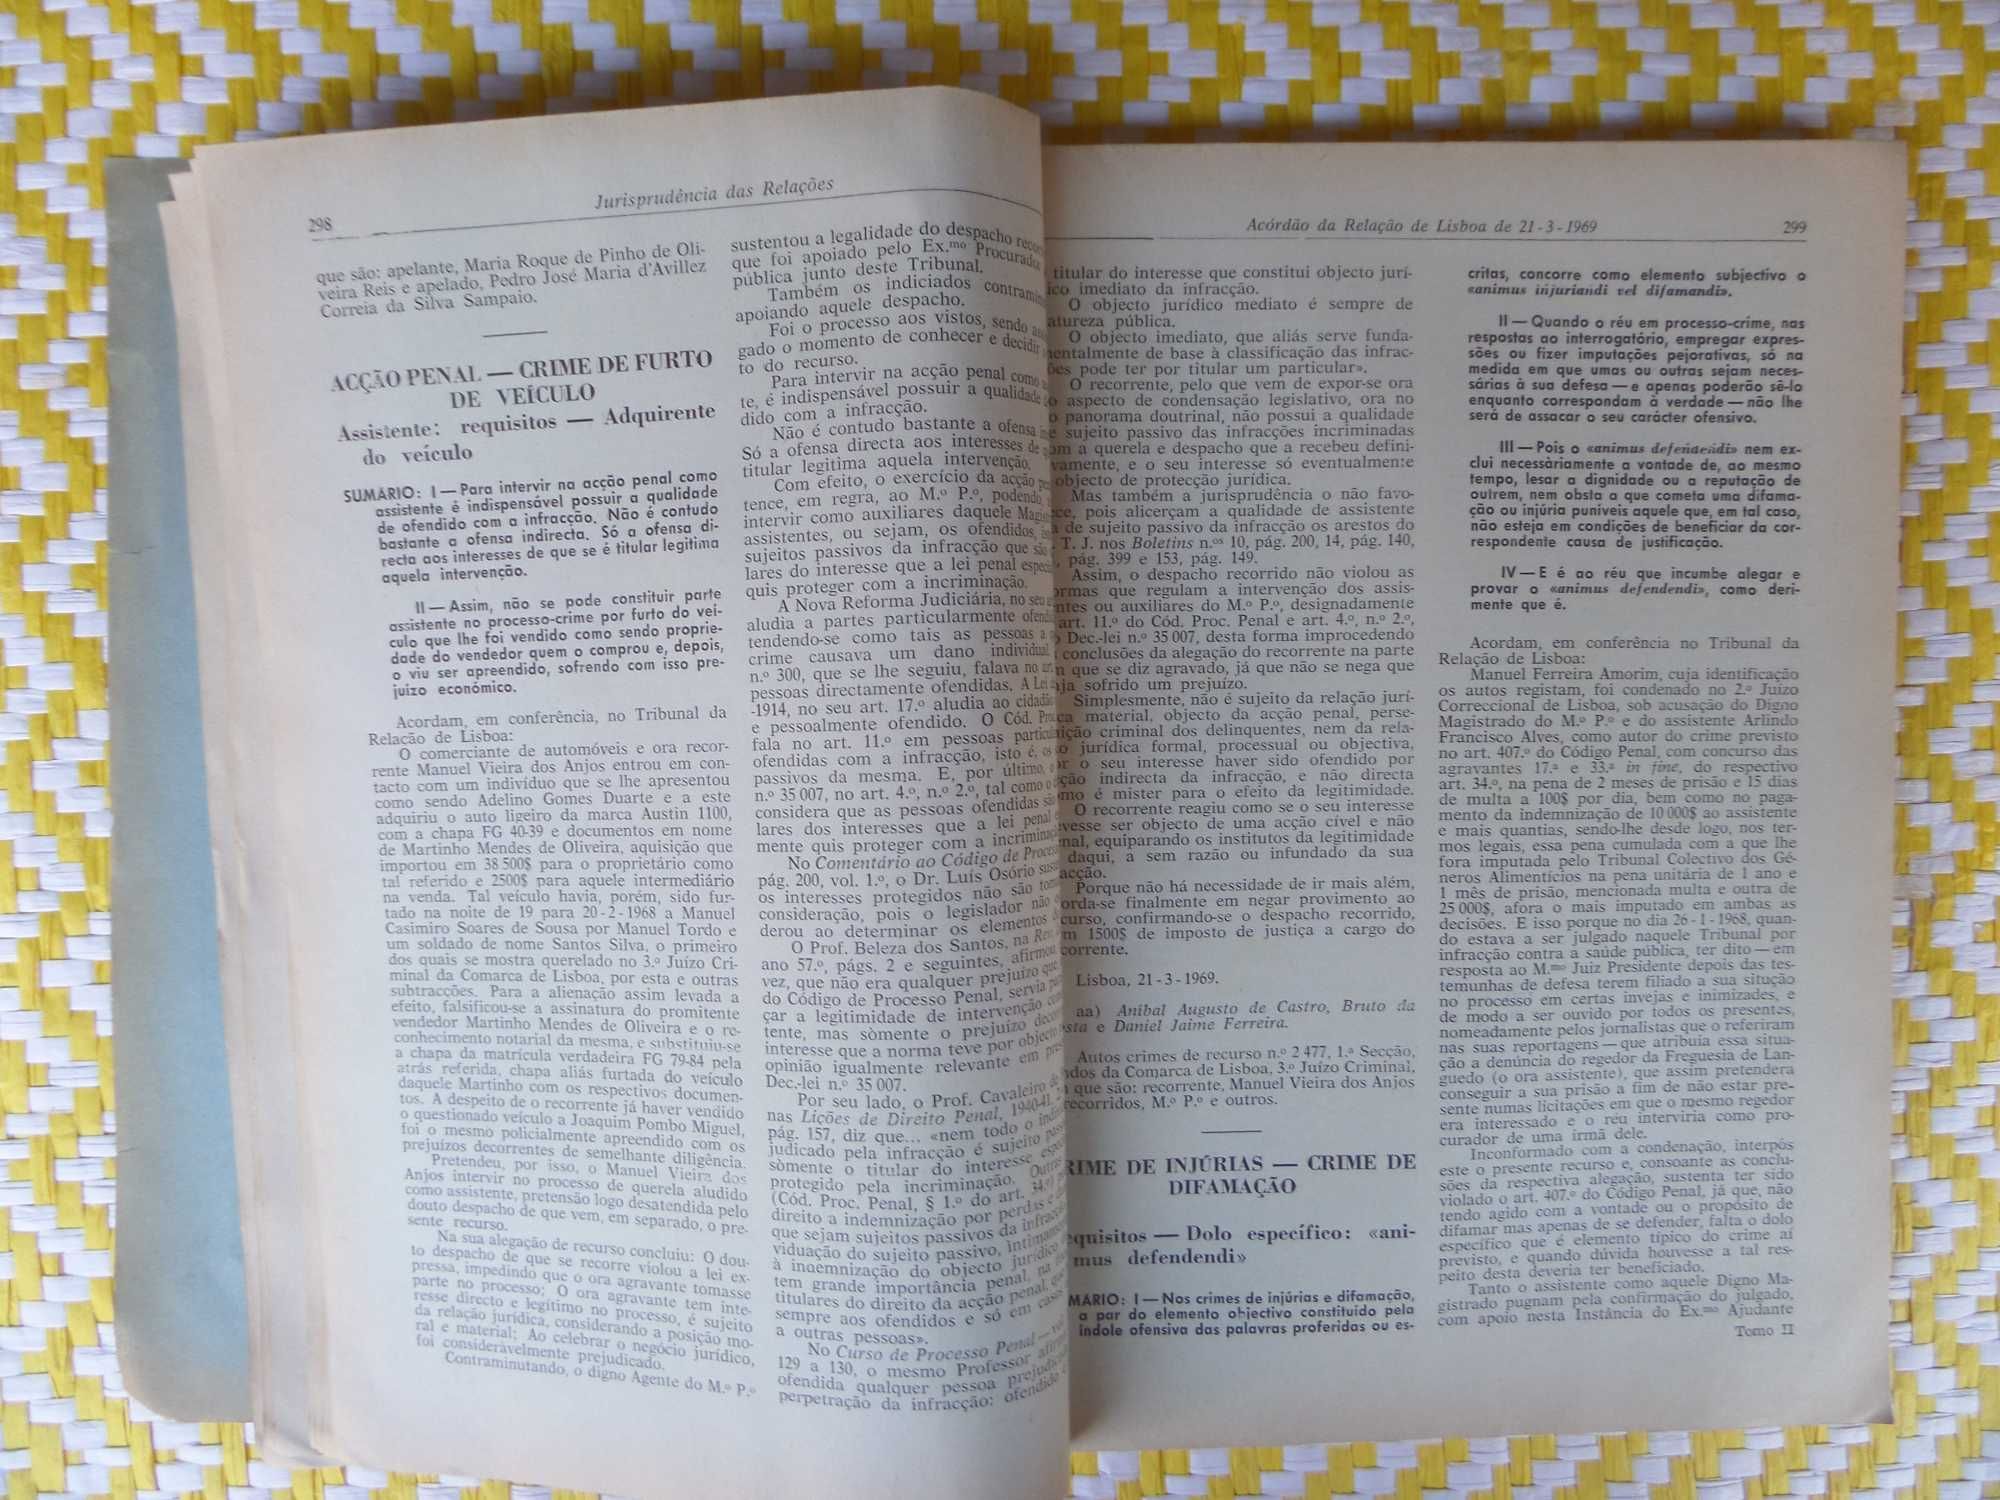 298
Jurisprudência das Relações
que são: apelante, Maria Roque de Pinho de Oli-
veira Reis e apelado, Pedro José Maria d'Avillez
Correia da Silva Sampaio.
ACÇÃO PENAL — CRIME DE FURTO
DE VEÍCULO
Assistente: requisitos — Adquirente
do veículo
SUMÁRIO: I — Para intervir na acção penal como
assistente é indispensável possuir a qualidade
de ofendido com a infracção. Não é contudo
bastante a ofensa indirecta. Só a ofensa di-
recta aos interesses de que se é titular legitima
aquela intervenção.
II — Assim, não se pode constituir parte
assistente no processo-crime por furto do veí-
culo que lhe foi vendido como sendo proprie-
dade do vendedor quem o comprou e, depois,
o viu ser apreendido, sofrendo com isso pre-
juízo económico.
Acordam, em conferência, no Tribunal da
Relação de Lisboa:
O comerciante de automóveis e ora recor-
rente Manuel Vieira dos Anjos entrou em con-
tacto com um indivíduo que se lhe apresentou
como sendo Adelino Gomes Duarte e a este
adquiriu o auto ligeiro da marca Austin 1100,
com a chapa FG 40-39 e documentos em nome
de Martinho Mendes de Oliveira, aquisição que
importou em 38 500$ para o proprietário como
tal referido e 2500$ para aquele intermediário
na venda. Tal veículo havia, porém, sido fur-
tado na noite de 19 para 20-2-1968 a Manuel
Casimiro Soares de Sousa por Manuel Tordo e
um soldado de nome Santos Silva, o primeiro
dos quais se mostra querelado no 3.º Juízo Cri-
minal da Comarca de Lisboa, por esta e outras
subtracções. Para a alienação assim levada a
efeito, falsificou-se a assinatura do promitente
vendedor Martinho Mendes de Oliveira e o re-
conhecimento notarial da mesma, e substituiu-se
a chapa da matrícula verdadeira FG 79-84 pela
atrás referida, chapa aliás furtada do veículo
daquele Martinho com os respectivos documen-
tos. A despeito de o recorrente já haver vendido
o questionado veículo a Joaquim Pombo Miguel,
foi o mesmo policialmente apreendido com os
prejuízos decorrentes de semelhante diligência.
Pretendeu, por isso, o Manuel Vieira dos
Anjos intervir no processo de querela aludido
como assistente, pretensão logo desatendida pelo
douto despacho de que vem, em separado, o pre-
sente recurso.
Na sua alegação de recurso concluiu: O dou-
to despacho de que se recorre violou a lei ex-
pressa, impedindo que o ora agravante tomasse
parte no processo; O ora agravante tem inte-
resse directo e legítimo no processo, é sujeito
da relação jurídica, considerando a posição mo-
ral e material; Ao celebrar o negócio jurídico,
foi consideràvelmente prejudicado.
Contraminutando, o digno Agente do M.º P.º
sustentou a legalidade do despacho
que foi apoiado pelo Ex.mo Procurador
pública junto deste Tribunal.
Também os indiciados
apoiando aquele despacho.
Foi o processo aos vistos, sendo
gado o momento de conhecer e decidir
to do recurso.
Para intervir na acção penal como
te, é indispensável possuir a qualidade
dido com a infracção.
Não é contudo bastante a ofensa
Só a ofensa directa aos interesses de
titular legitima aquela intervenção.
Com efeito, o exercício da acção
tence, em regra, ao M.º P.º, podendo,
intervir como auxiliares daquele
assistentes, ou sejam, os ofendidos,
sujeitos passivos da infracção que são
lares do interesse que a lei penal
quis proteger com a incriminação.
A Nova Reforma Judiciária, no seu
aludia a partes particularmente
tendendo-se como tais as pessoas a
crime causava um dano individual
n.º 300, que se lhe seguiu, falava no
pessoas directamente ofendidas. A Lei
-1914, no seu art. 17.º aludia ao cidadão
e pessoalmente ofendido. O Cód.
fala no art. 11.º em pessoas
ofendidas com a infracção, isto é, os
passivos da mesma. E, por último, o
n.º 35 007, no art. 4.º, n.º 2.º, tal como o
considera que as pessoas ofendidas são
lares dos interesses que a lei penal
mente quis proteger com a
No Comentário ao Código de
pág. 200, vol. 1.º, o Dr. Luís Osório
os interesses protegidos não são
consideração, pois o legislador não
derou ao determinar os elementos
O Prof. Beleza dos Santos, na
ano 57.º, págs. 2 e seguintes, afirmou
vez, que não era qualquer prejuízo que,
do Código de Processo Penal, servia
çar a legitimidade de intervenção
tente, mas sòmente o prejuízo
interesse que a norma teve por objecto
opinião igualmente relevante em
Dec.-lei n.º 35 007.
Por seu lado, o Prof. Cavaleiro de
nas Lições de Direito Penal, 1940-41,
pág. 157, diz que... «nem todo o
judicado pela infracção é sujeito
sòmente o titular do interesse
protegido pela incriminação. Outras
(Cód. Proc. Penal, § 1.º do art. 34.º)
direito a indemnização por perdas e
que sejam sujeitos passivos da
viduação do sujeito passivo,
à indemnização do objecto jurídico
tem grande importância penal, na
titulares do direito da acção penal, que
sempre aos ofendidos e só em casos
a outras pessoas».
No Curso de Processo Penal —
129 a 130, o mesmo Professor
ofendida qualquer pessoa
perpetração da infracção: ofendido
Acórdão da Relação de Lisboa de 21-3-1969
299
titular do interesse que constitui objecto jurí-
imediato da infracção.
O objecto jurídico mediato é sempre de
pública.
O objecto imediato, que aliás serve funda-
de base à classificação das infrac-
pode ter por titular um particular».
O recorrente, pelo que vem de expor-se ora
aspecto de condensação legislativo, ora no
panorama doutrinal, não possui a qualidade
sujeito passivo das infracções incriminadas
a querela e despacho que a recebeu defini-
e o seu interesse só eventualmente
objecto de protecção jurídica.
Mas também a jurisprudência o não favo-
pois alicerçam a qualidade de assistente
de sujeito passivo da infracção os arestos do
T. J. nos Boletins n.os 10, pág. 200, 14, pág. 140,
pág. 399 e 153, pág. 149.
Assim, o despacho recorrido não violou as
que regulam a intervenção dos assis-
ou auxiliares do M.º P.º, designadamente
art. 11.º do Cód. Proc. Penal e art. 4.º, n.º 2.º,
Dec.-lei n.º 35 007, desta forma improcedendo
conclusões da alegação do recorrente na parte
que se diz agravado, já que não se nega que
sofrido um prejuízo.
Simplesmente, não é sujeito da relação jurí-
material, objecto da acção penal, perse-
criminal dos delinquentes, nem da rela-
jurídica formal, processual ou objectiva,
o seu interesse haver sido ofendido por
indirecta da infracção, e não directa
é mister para o efeito da legitimidade.
O recorrente reagiu como se o seu interesse
ser objecto de uma acção cível e não
equiparando os institutos da legitimidade
daqui, a sem razão ou infundado da sua
Porque não há necessidade de ir mais além,
finalmente em negar provimento ao
confirmando-se o despacho recorrido,
1500$ de imposto de justiça a cargo do
Lisboa, 21-3-1969.
aa) Aníbal Augusto de Castro, Bruto da
e Daniel Jaime Ferreira.
Autos crimes de recurso n.º 2 477, 1.ª Secção,
da Comarca de Lisboa, 3.º Juízo Criminal,
que são: recorrente, Manuel Vieira dos Anjos
recorridos, M.º P.º e outros.
CRIME DE INJÚRIAS — CRIME DE
DIFAMAÇÃO
Requisitos — Dolo específico: «ani-
mus defendendi»
SUMÁRIO: I — Nos crimes de injúrias e difamação,
a par do elemento objectivo constituído pela
índole ofensiva das palavras proferidas ou es-
critas, concorre como elemento subjectivo o
«animus injuriandi vel difamandi».
II — Quando o réu em processo-crime, nas
respostas ao interrogatório, empregar expres-
sões ou fizer imputações pejorativas, só na
medida em que umas ou outras sejam neces-
sárias à sua defesa — e apenas poderão sê-lo
enquanto correspondam à verdade — não lhe
será de assacar o seu carácter ofensivo.
III — Pois o «animus defendendi» nem ex-
clui necessàriamente a vontade de, ao mesmo
tempo, lesar a dignidade ou a reputação de
outrem, nem obsta a que cometa uma difama-
ção ou injúria puníveis aquele que, em tal caso,
não esteja em condições de beneficiar da cor-
respondente causa de justificação.
IV — E é ao réu que incumbe alegar e
provar o «animus defendendi», como deri-
mente que é.
Acordam, em conferência no Tribunal da
Relação de Lisboa:
Manuel Ferreira Amorim, cuja identificação
os autos registam, foi condenado no 2.º Juízo
Correccional de Lisboa, sob acusação do Digno
Magistrado do M.º P.º e do assistente Arlindo
Francisco Alves, como autor do crime previsto
no art. 407.º do Código Penal, com concurso das
agravantes 17.ª e 33.ª in fine, do respectivo
art. 34.º, na pena de 2 meses de prisão e 15 dias
de multa a 100$ por dia, bem como no paga-
mento da indemnização de 10 000$ ao assistente
e mais quantias, sendo-lhe desde logo, nos ter-
mos legais, essa pena cumulada com a que lhe
fora imputada pelo Tribunal Colectivo dos Gé-
neros Alimentícios na pena unitária de 1 ano e
1 mês de prisão, mencionada multa e outra de
25 000$, afora o mais imputado em ambas as
decisões. E isso porque no dia 26-1-1968, quan-
do estava a ser julgado naquele Tribunal por
infracção contra a saúde pública, ter dito — em
resposta ao M.mo Juiz Presidente depois das tes-
temunhas de defesa terem filiado a sua situção
no processo em certas invejas e inimizades, e
de modo a ser ouvido por todos os presentes,
nomeadamente pelos jornalistas que o referiram
nas suas reportagens — que atribuía essa situa-
ção a denúncia do regedor da Freguesia de Lan-
guedo (o ora assistente), que assim pretendera
conseguir a sua prisão a fim de não estar pre-
sente numas licitações em que o mesmo regedor
era interessado e o réu interviria como pro-
curador de uma irmã dele.
Inconformado com a condenação, interpôs
este o presente recurso e, consoante as conclu-
sões da respectiva alegação, sustenta ter sido
violado o art. 407.º do Código Penal, já que, não
tendo agido com a vontade ou o propósito de
difamar mas apenas de se defender, falta o dolo
específico que é elemento típico do crime aí
previsto, e quando dúvida houvesse a tal res-
peito desta deveria ter beneficiado.
Tanto o assistente como aquele Digno Ma-
gistrado pugnam pela confirmação do julgado,
com apoio nesta Instância do Ex.mo Ajudante
Tomo II